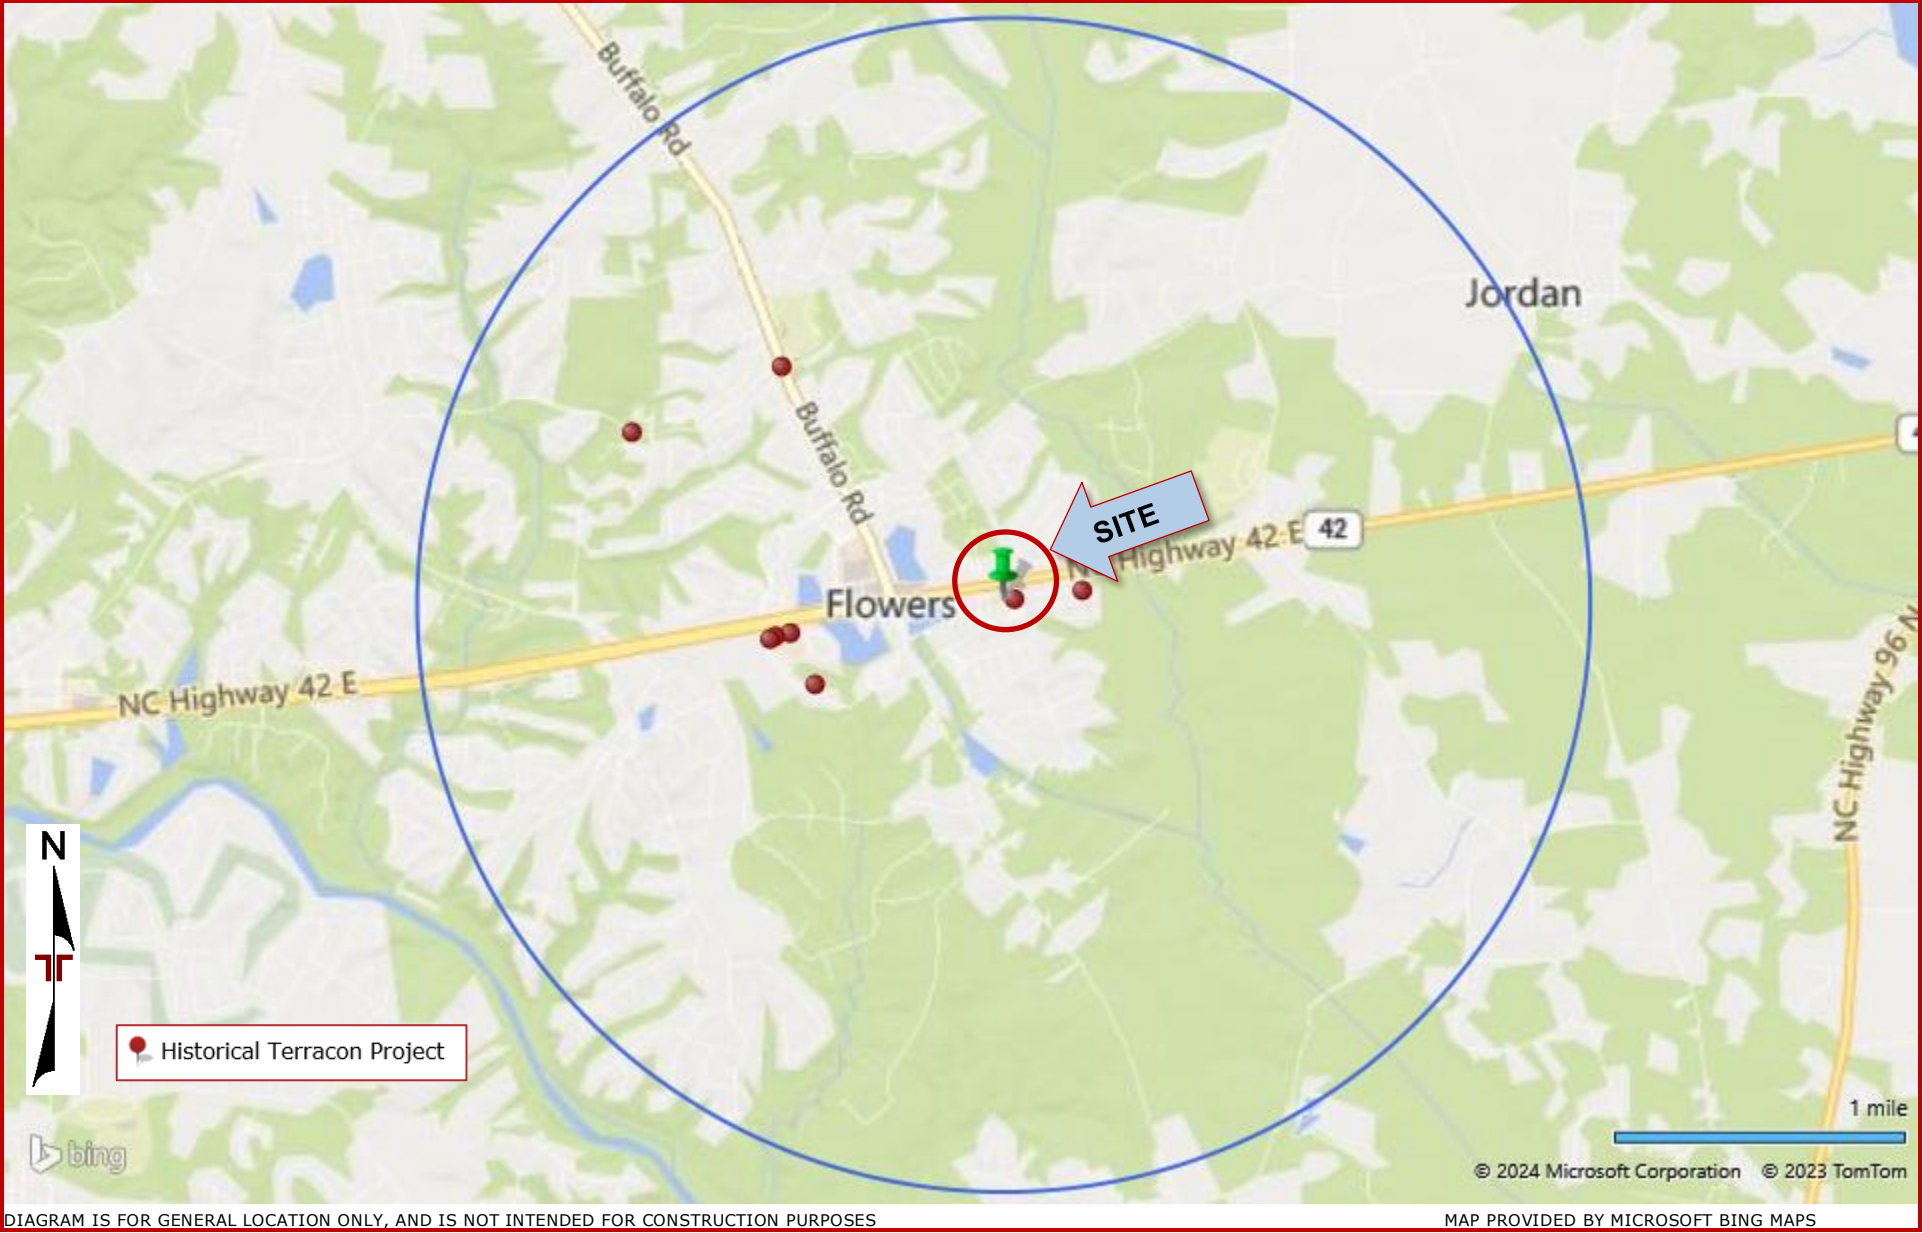 Buffalo Rd
Jordan
Buffalo Rd
SITE
NC Highway 42 E
42
4
Flowers
NC Highway 42 E
NC Highway 96 N
N
Historical Terracon Project
1 mile
bing
© 2024 Microsoft Corporation © 2023 TomTom
DIAGRAM IS FOR GENERAL LOCATION ONLY, AND IS NOT INTENDED FOR CONSTRUCTION PURPOSES
MAP PROVIDED BY MICROSOFT BING MAPS